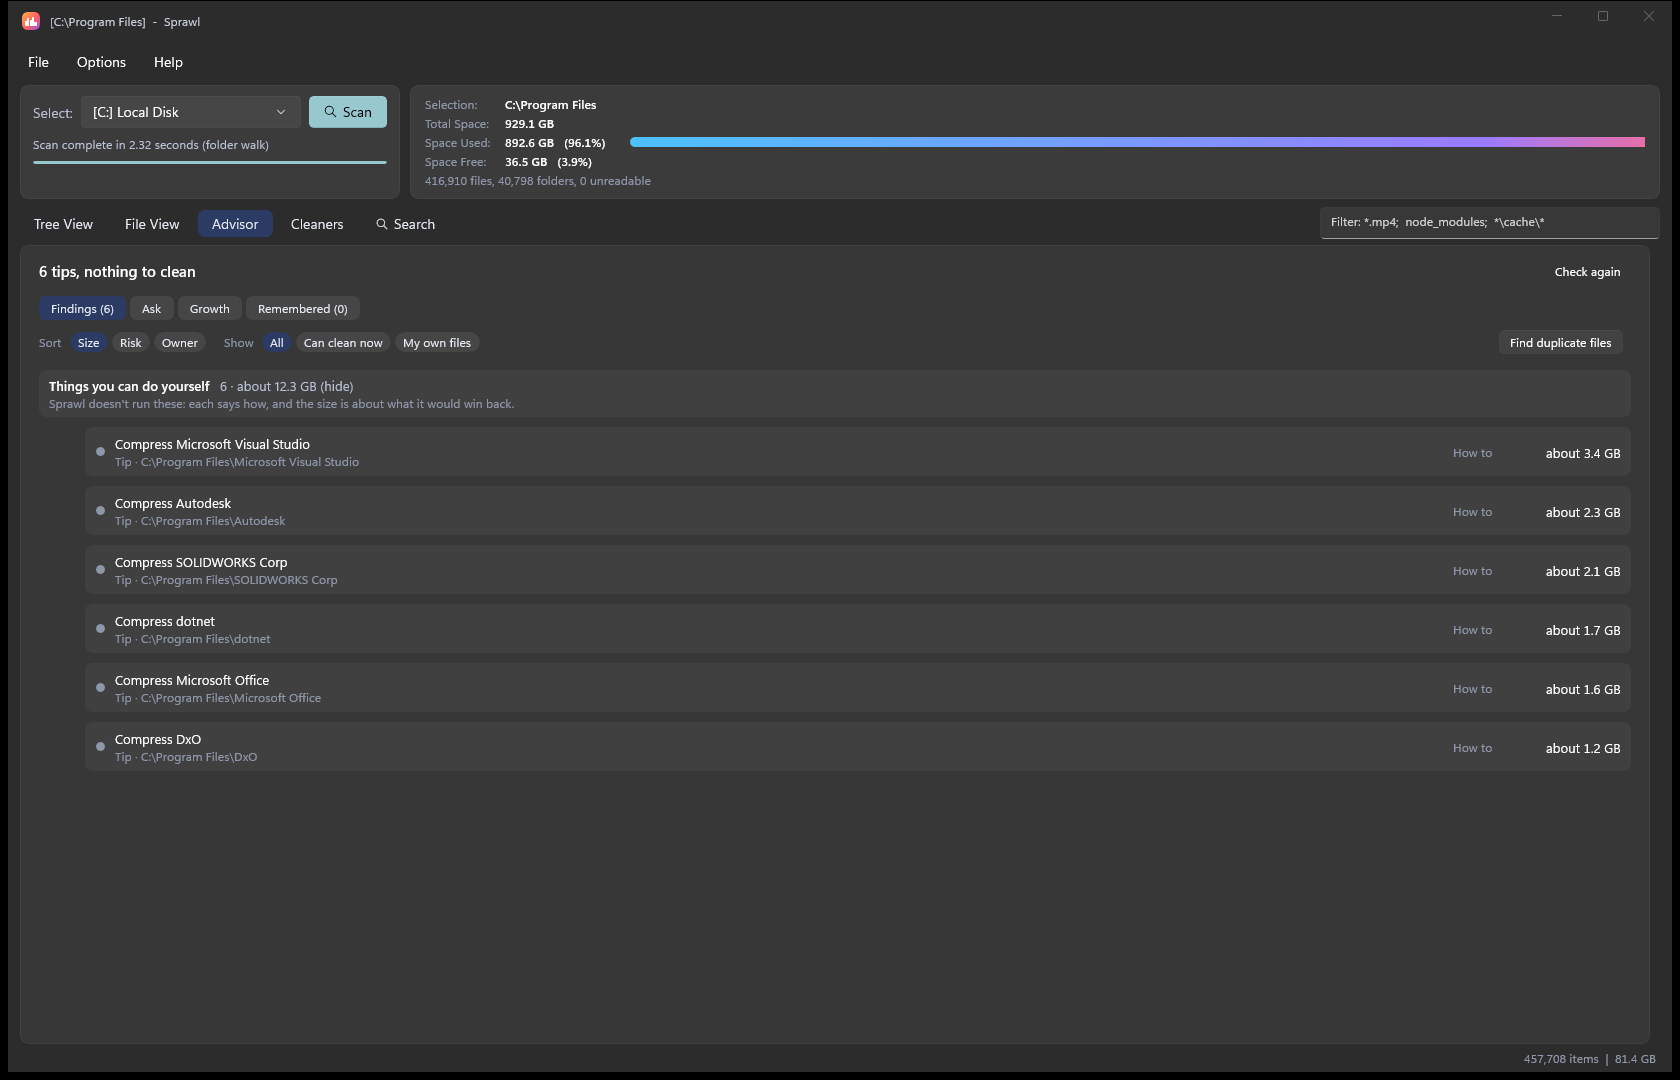 [C:\Program Files] - Sprawl
File Options Help
Select: [C:] Local Disk Scan
Scan complete in 2.32 seconds (folder walk)
Selection: C:\Program Files
Total Space: 929.1 GB
Space Used: 892.6 GB (96.1%)
Space Free: 36.5 GB (3.9%)
416,910 files, 40,798 folders, 0 unreadable
Tree View File View Advisor Cleaners Search
Filter: *.mp4; node_modules; *\cache\*
6 tips, nothing to clean
Check again
Findings (6) Ask Growth Remembered (0)
Sort Size Risk Owner Show All Can clean now My own files
Find duplicate files
Things you can do yourself 6 · about 12.3 GB (hide)
Sprawl doesn't run these: each says how, and the size is about what it would win back.
Compress Microsoft Visual Studio
Tip · C:\Program Files\Microsoft Visual Studio
How to about 3.4 GB
Compress Autodesk
Tip · C:\Program Files\Autodesk
How to about 2.3 GB
Compress SOLIDWORKS Corp
Tip · C:\Program Files\SOLIDWORKS Corp
How to about 2.1 GB
Compress dotnet
Tip · C:\Program Files\dotnet
How to about 1.7 GB
Compress Microsoft Office
Tip · C:\Program Files\Microsoft Office
How to about 1.6 GB
Compress DxO
Tip · C:\Program Files\DxO
How to about 1.2 GB
457,708 items | 81.4 GB